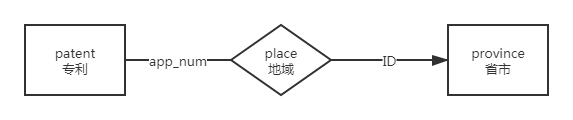 patent
专利
app_num
place
地域
ID
province
省市